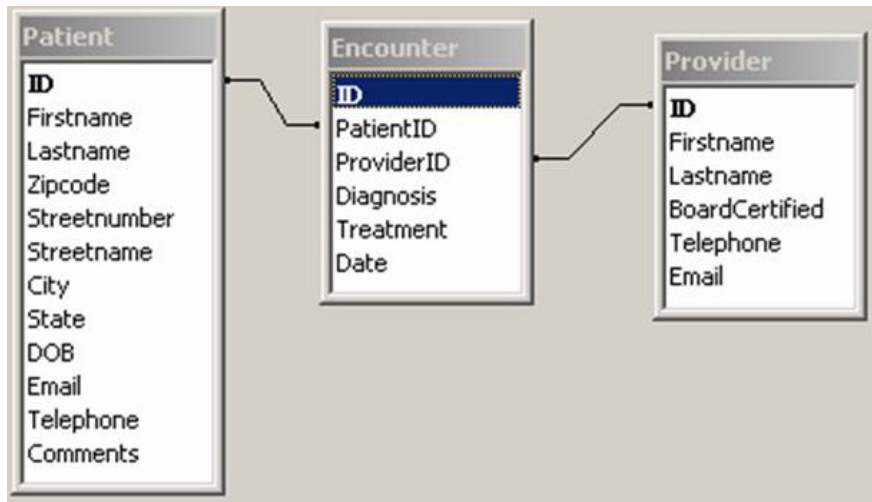 Patient
ID
Firstname
Lastname
Zipcode
Streetnumber
Streetname
City
State
DOB
Email
Telephone
Comments
Encounter
ID
PatientID
ProviderID
Diagnosis
Treatment
Date
Provider
ID
Firstname
Lastname
BoardCertified
Telephone
Email